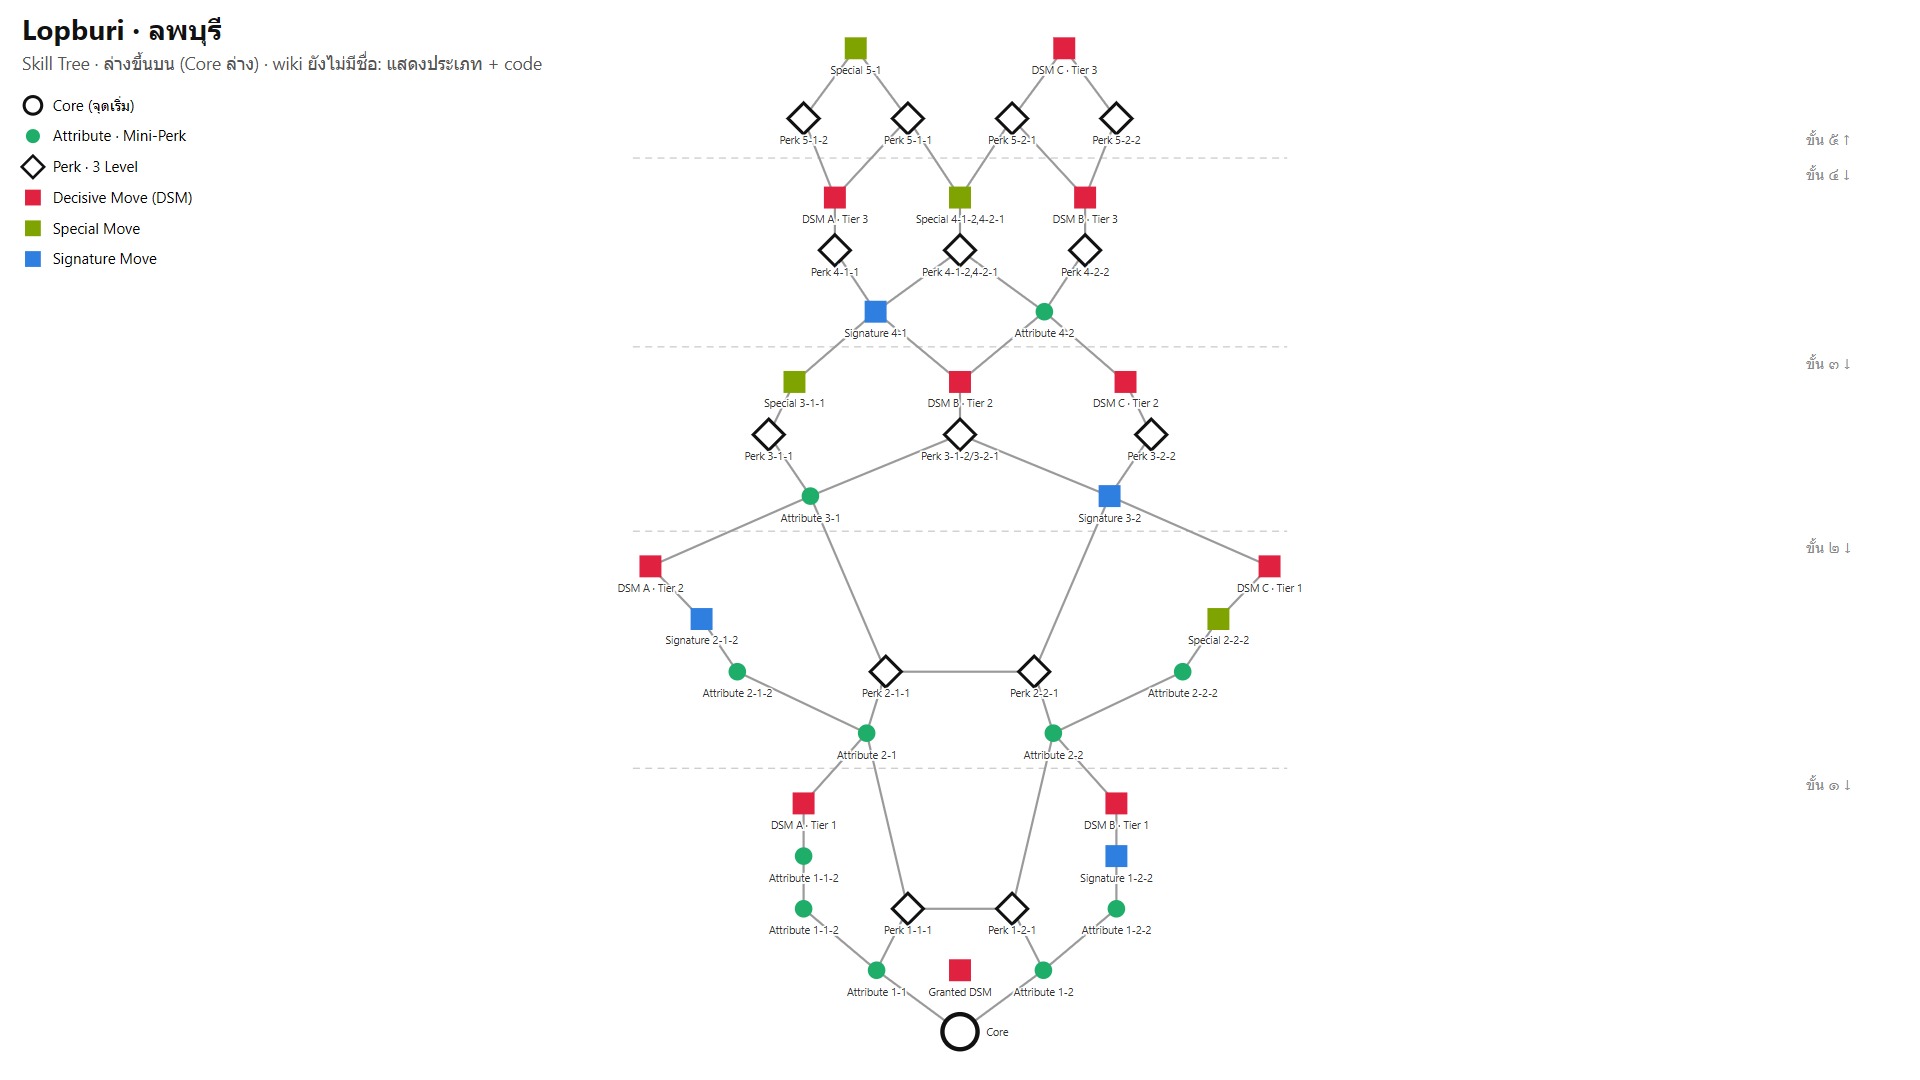 Lopburi · ลพบุรี
Skill Tree · ล่างขึ้นบน (Core ล่าง) · wiki ยังไม่มีชื่อ: แสดงประเภท + code
Core (จุดเริ่ม)
Attribute · Mini-Perk
Perk · 3 Level
Decisive Move (DSM)
Special Move
Signature Move
Special 5-1
DSM C · Tier 3
Perk 5-1-2
Perk 5-1-1
Perk 5-2-1
Perk 5-2-2
ขั้น ๕ ↑
ขั้น ๔ ↓
DSM A · Tier 3
Special 4-1-2,4-2-1
DSM B · Tier 3
Perk 4-1-1
Perk 4-1-2,4-2-1
Perk 4-2-2
Signature 4-1
Attribute 4-2
ขั้น ๓ ↓
Special 3-1-1
DSM B · Tier 2
DSM C · Tier 2
Perk 3-1-1
Perk 3-1-2/3-2-1
Perk 3-2-2
Attribute 3-1
Signature 3-2
ขั้น ๒ ↓
DSM A · Tier 2
DSM C · Tier 1
Signature 2-1-2
Special 2-2-2
Attribute 2-1-2
Perk 2-1-1
Perk 2-2-1
Attribute 2-2-2
Attribute 2-1
Attribute 2-2
ขั้น ๑ ↓
DSM A · Tier 1
DSM B · Tier 1
Attribute 1-1-2
Signature 1-2-2
Attribute 1-1-2
Perk 1-1-1
Perk 1-2-1
Attribute 1-2-2
Attribute 1-1
Granted DSM
Attribute 1-2
Core